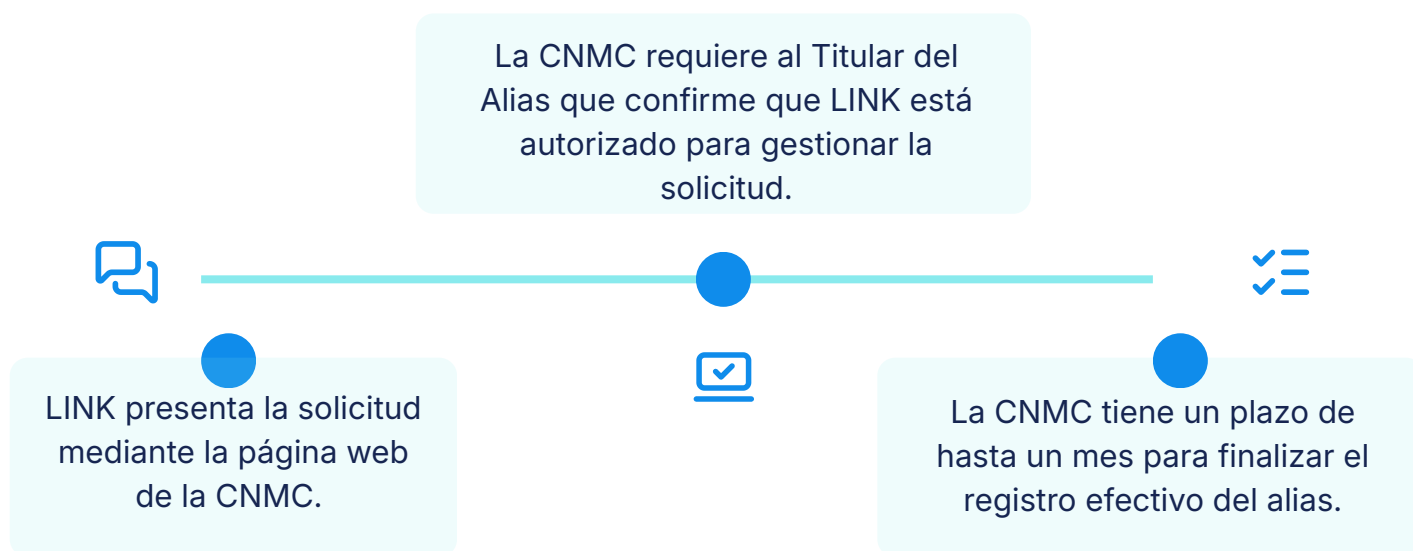 La CNMC requiere al Titular del
Alias que confirme que LINK está
autorizado para gestionar la
solicitud.
LINK presenta la solicitud
mediante la página web
de la CNMC.
La CNMC tiene un plazo de
hasta un mes para finalizar el
registro efectivo del alias.